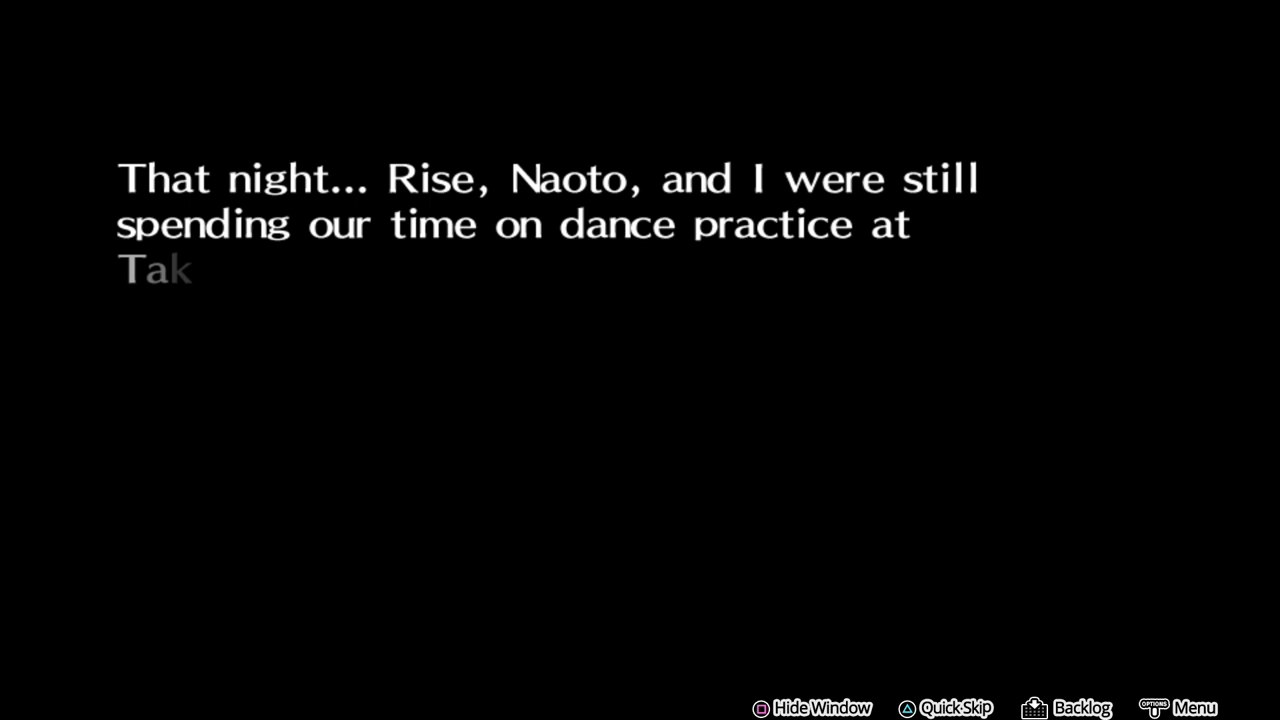 That night... Rise, Naoto, and I were still
spending our time on dance practice at
Tak
Hide Window Quick Skip Backlog OPTIONS Menu